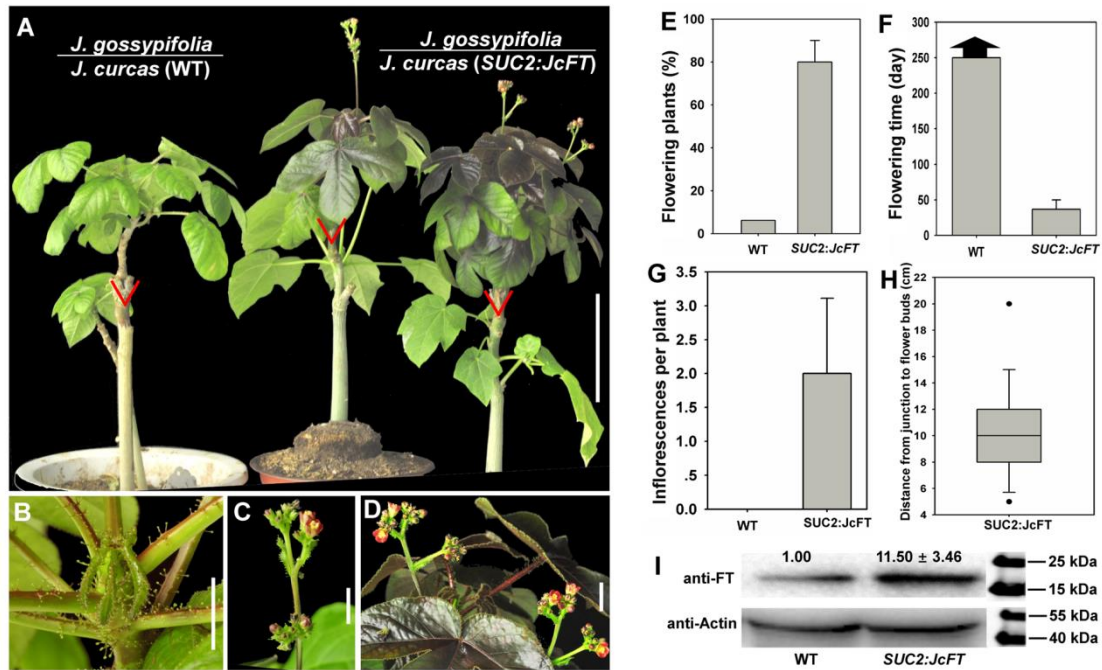 A
J. gossypifolia
J. curcas (WT)
J. gossypifolia
J. curcas (SUC2:JcFT)
B
C
D
E
Flowering plants (%)
100
80
60
40
20
0
WT
SUC2:JcFT
F
Flowering time (day)
300
250
200
150
100
50
0
WT
SUC2:JcFT
G
Inflorescences per plant
3.5
3.0
2.5
2.0
1.5
1.0
0.5
0.0
WT
SUC2:JcFT
H
Distance from junction to flower buds (cm)
22
20
18
16
14
12
10
8
6
4
SUC2:JcFT
I
1.00
11.50 ± 3.46
anti-FT
25 kDa
15 kDa
anti-Actin
55 kDa
40 kDa
WT
SUC2:JcFT